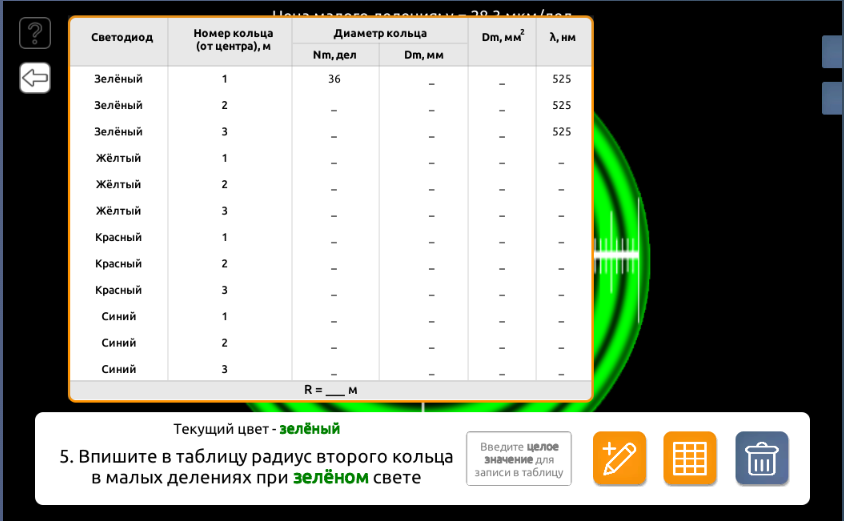 Цена малого деления: γ = 28.3 мкм/дел
?
Светодиод Номер кольца (от центра), м Диаметр кольца Dm, мм² λ, нм
Nm, дел Dm, мм
Зелёный 1 36 _ _ 525
Зелёный 2 _ _ _ 525
Зелёный 3 _ _ _ 525
Жёлтый 1 _ _ _ _
Жёлтый 2 _ _ _ _
Жёлтый 3 _ _ _ _
Красный 1 _ _ _ _
Красный 2 _ _ _ _
Красный 3 _ _ _ _
Синий 1 _ _ _ _
Синий 2 _ _ _ _
Синий 3 _ _ _ _
R = ___ м
Текущий цвет - зелёный
5. Впишите в таблицу радиус второго кольца
в малых делениях при зелёном свете
Введите целое
значение для
записи в таблицу